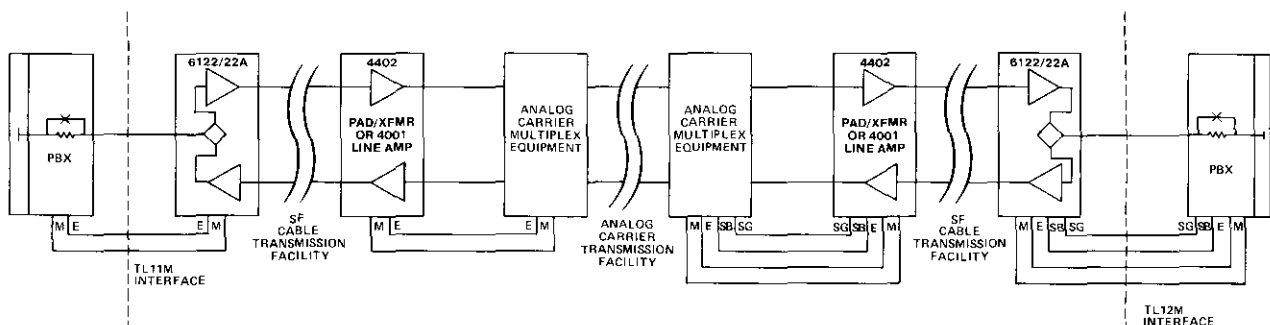 6122/22A
4402
4402
6122/22A
PBX
PAD/XFMR
OR 4001
LINE AMP
ANALOG
CARRIER
MULTIPLEX
EQUIPMENT
ANALOG
CARRIER
MULTIPLEX
EQUIPMENT
PAD/XFMR
OR 4001
LINE AMP
PBX
M E
E M
M E
E M
M E SB SG
SG SB E M
M E SB SG
SG SB E M
TL11M
INTERFACE
SF
CABLE
TRANSMISSION
FACILITY
ANALOG
CARRIER
TRANSMISSION
FACILITY
SF
CABLE
TRANSMISSION
FACILITY
TL12M
INTERFACE